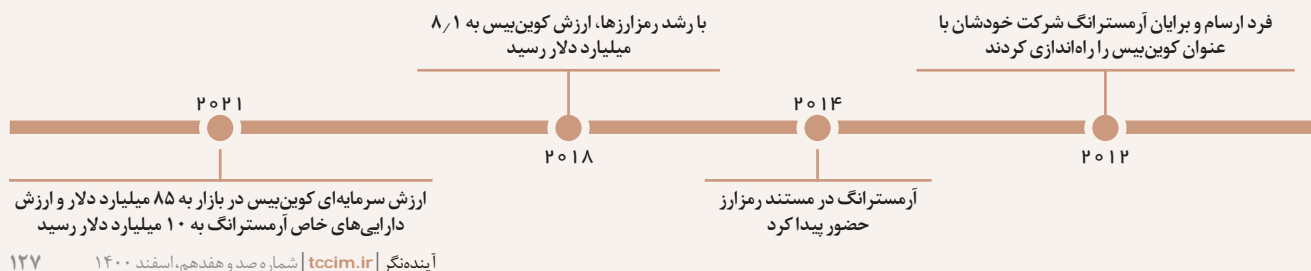 فرد ارسام و برایان آرمسترانگ شرکت خودشان با
عنوان کوین‌بیس را راه‌اندازی کردند
۲۰۱۲
۲۰۱۴
آرمسترانگ در مستند رمزارز
حضور پیدا کرد
با رشد رمزارزها، ارزش کوین‌بیس به ۸٫۱
میلیارد دلار رسید
۲۰۱۸
۲۰۲۱
ارزش سرمایه‌ای کوین‌بیس در بازار به ۸۵ میلیارد دلار و ارزش
دارایی‌های خاص آرمسترانگ به ۱۰ میلیارد دلار رسید
آینده‌نگر | tccim.ir | شماره صد و هفدهم، اسفند ۱۴۰۰ ۱۲۷